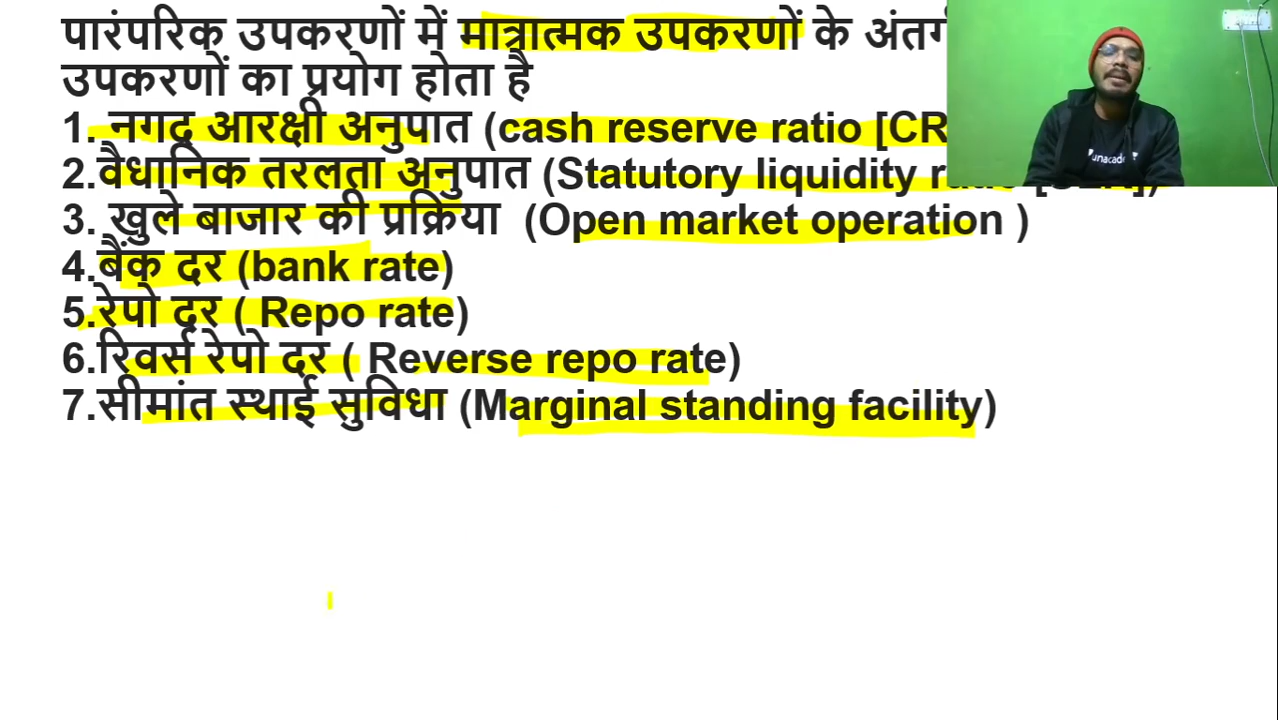 पारंपरिक उपकरणों में मात्रात्मक उपकरणों के
उपकरणों का प्रयोग होता है
1. नगद आरक्षी अनुपात (cash reserve ratio
2.वैधानिक तरलता अनुपात (Statutory liquidity
3. खुले बाजार की प्रक्रिया (Open market operation )
4.बैंक दर (bank rate)
5.रेपो दर ( Repo rate)
6.रिवर्स रेपो दर ( Reverse repo rate)
7.सीमांत स्थाई सुविधा (Marginal standing facility)